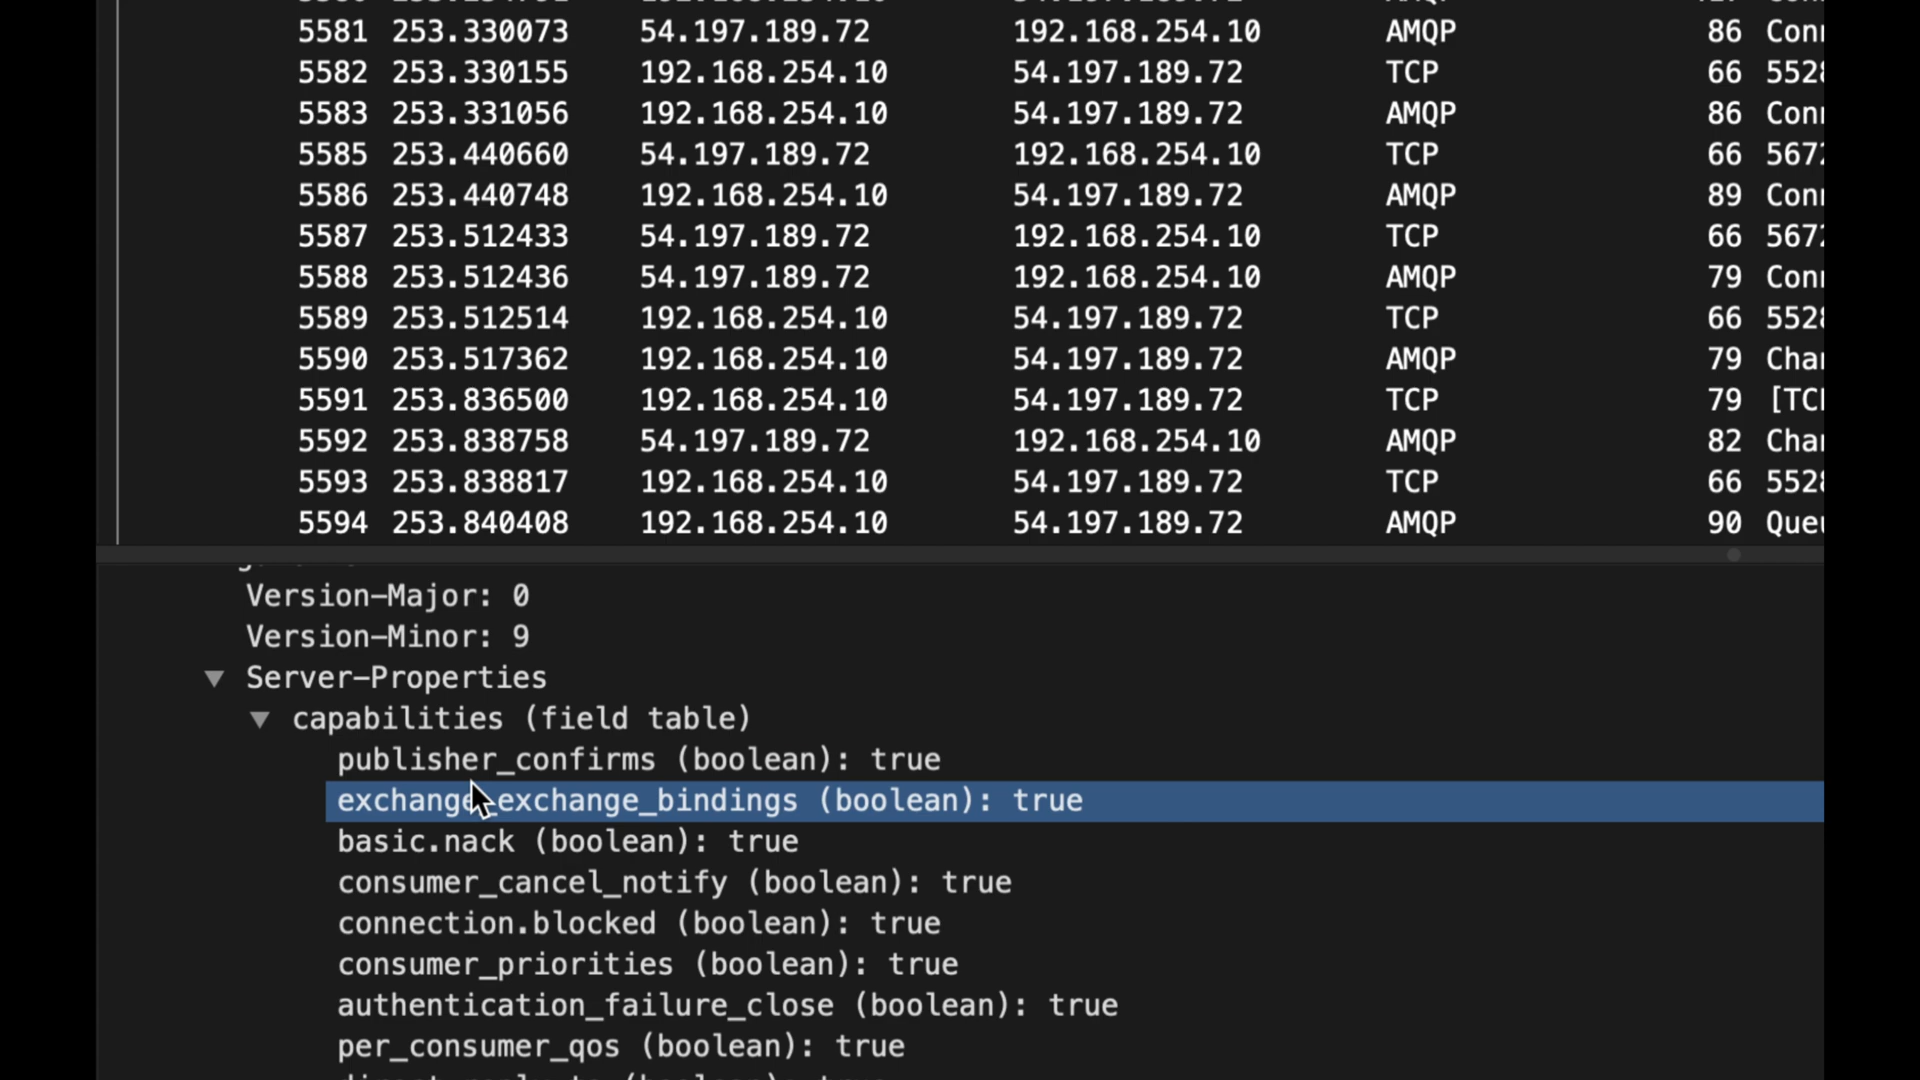 5581 253.330073 54.197.189.72 192.168.254.10 AMQP 86
5582 253.330155 192.168.254.10 54.197.189.72 TCP 66
5583 253.331056 192.168.254.10 54.197.189.72 AMQP 86
5585 253.440660 54.197.189.72 192.168.254.10 TCP 66 567
5586 253.440748 192.168.254.10 54.197.189.72 AMQP 89
5587 253.512433 54.197.189.72 192.168.254.10 TCP 66 567
5588 253.512436 54.197.189.72 192.168.254.10 AMQP 79
5589 253.512514 192.168.254.10 54.197.189.72 TCP 66 552
5590 253.517362 192.168.254.10 54.197.189.72 AMQP 79 Cha
5591 253.836500 192.168.254.10 54.197.189.72 TCP 79 [TC
5592 253.838758 54.197.189.72 192.168.254.10 AMQP 82 Cha
5593 253.838817 192.168.254.10 54.197.189.72 TCP 66 552
5594 253.840408 192.168.254.10 54.197.189.72 AMQP 90 Que
Version-Major: 0
Version-Minor: 9
Server-Properties
capabilities (field table)
publisher_confirms (boolean): true
exchange_exchange_bindings (boolean): true
basic.nack (boolean): true
consumer_cancel_notify (boolean): true
connection.blocked (boolean): true
consumer_priorities (boolean): true
authentication_failure_close (boolean): true
per_consumer_qos (boolean): true